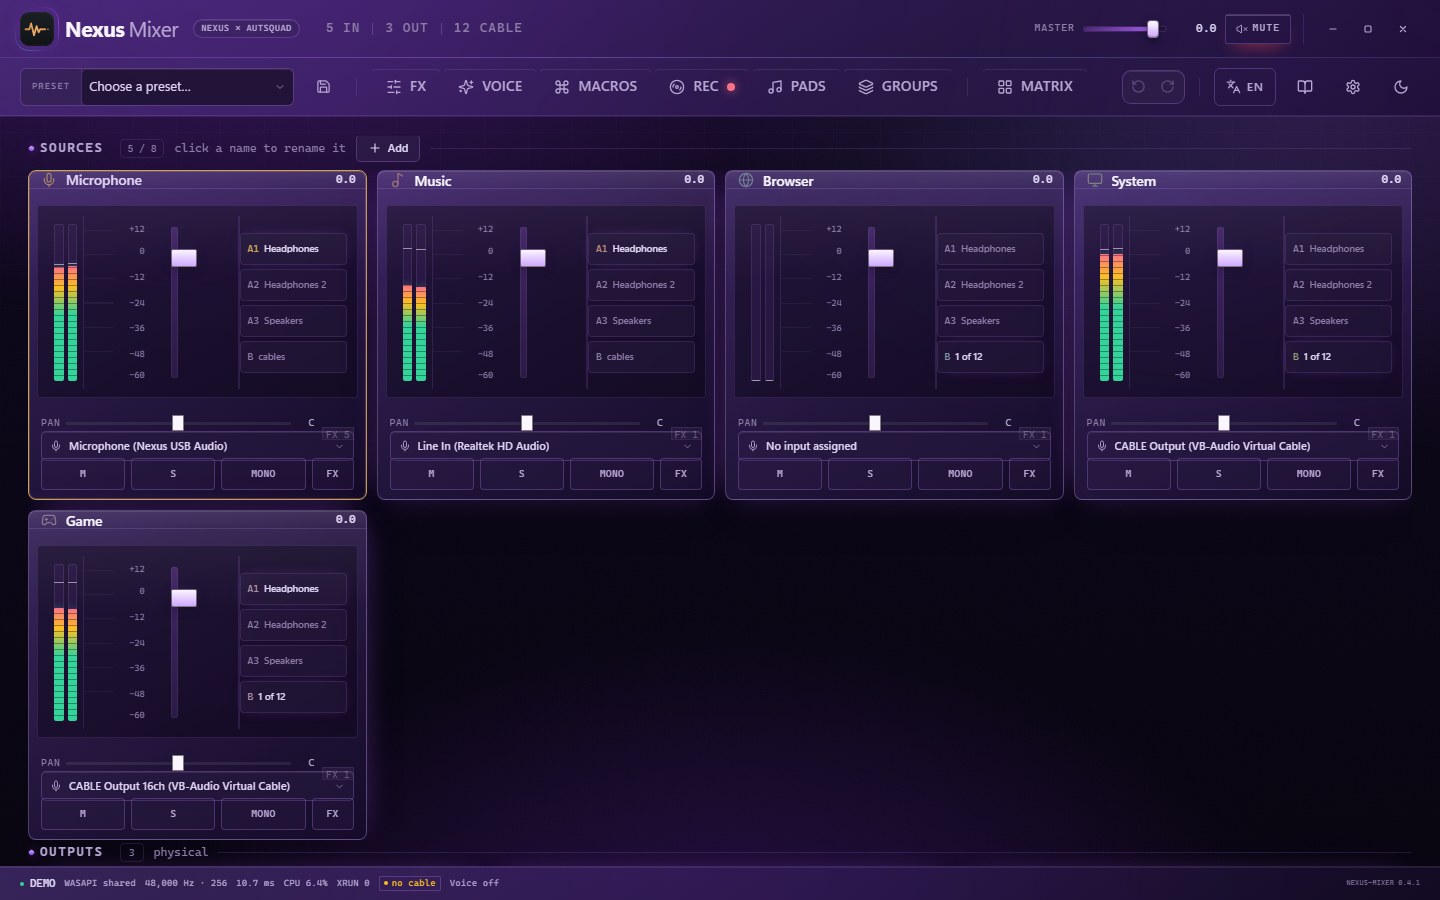 Nexus Mixer NEXUS × AUTSQUAD 5 IN 3 OUT 12 CABLE MASTER 0.0 MUTE
PRESET Choose a preset... FX VOICE MACROS REC PADS GROUPS MATRIX EN
SOURCES 5 / 8 click a name to rename it Add
Microphone 0.0
+12
0
−12
−24
−36
−48
−60
A1 Headphones
A2 Headphones 2
A3 Speakers
B cables
PAN C
FX 5
Microphone (Nexus USB Audio)
M S MONO FX
Music 0.0
+12
0
−12
−24
−36
−48
−60
A1 Headphones
A2 Headphones 2
A3 Speakers
B cables
PAN C
FX 1
Line In (Realtek HD Audio)
M S MONO FX
Browser 0.0
+12
0
−12
−24
−36
−48
−60
A1 Headphones
A2 Headphones 2
A3 Speakers
B 1 of 12
PAN C
FX 1
No input assigned
M S MONO FX
System 0.0
+12
0
−12
−24
−36
−48
−60
A1 Headphones
A2 Headphones 2
A3 Speakers
B 1 of 12
PAN C
FX 1
CABLE Output (VB-Audio Virtual Cable)
M S MONO FX
Game 0.0
+12
0
−12
−24
−36
−48
−60
A1 Headphones
A2 Headphones 2
A3 Speakers
B 1 of 12
PAN C
FX 1
CABLE Output 16ch (VB-Audio Virtual Cable)
M S MONO FX
OUTPUTS 3 physical
DEMO WASAPI shared 48,000 Hz · 256 10.7 ms CPU 6.4% XRUN 0 no cable Voice off NEXUS-MIXER 0.4.1